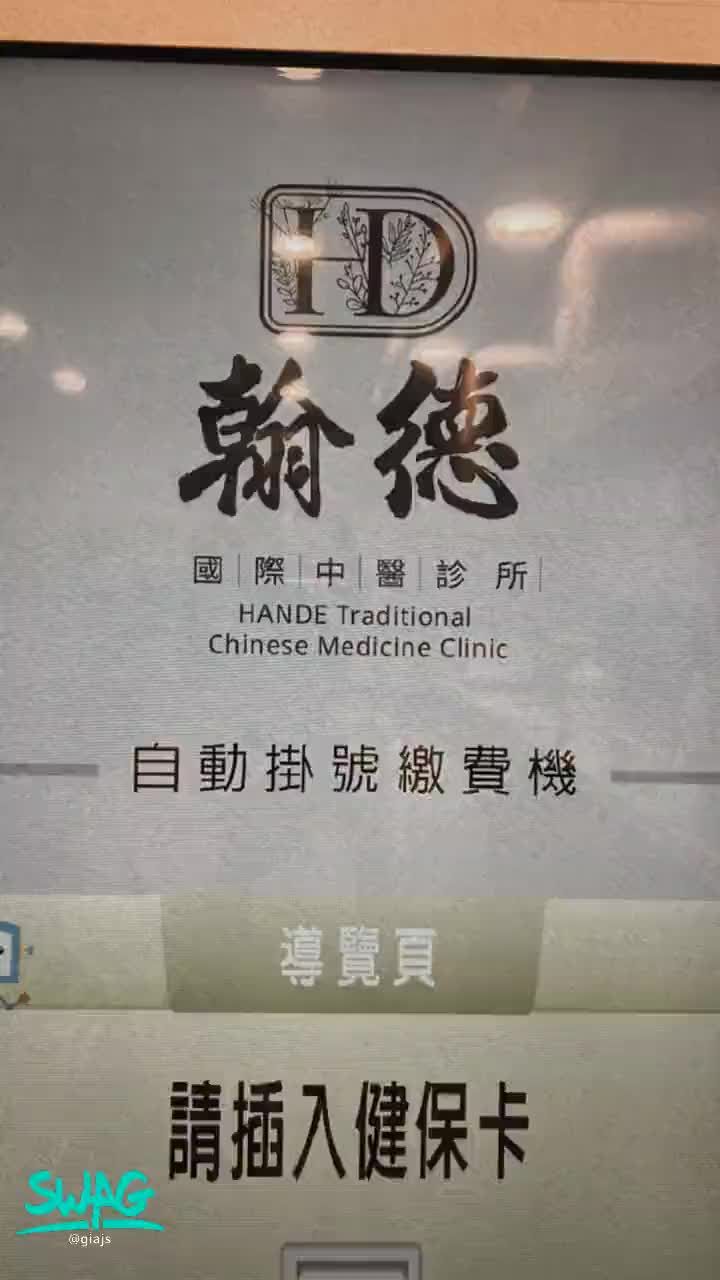 HD
翰德
國際中醫診所
HANDE Traditional
Chinese Medicine Clinic
自動掛號繳費機
導覽頁
請插入健保卡
SWAG
@giajs